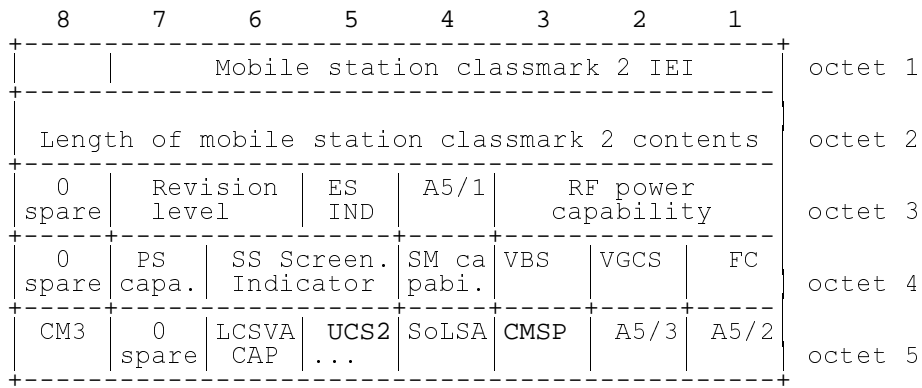 8 7 6 5 4 3 2 1
Mobile station classmark 2 IEI octet 1
Length of mobile station classmark 2 contents octet 2
0 Revision ES A5/1 RF power
spare level IND capability octet 3
0 PS SS Screen. SM ca VBS VGCS FC
spare capa. Indicator pabi. octet 4
CM3 0 LCSVA UCS2 SoLSA CMSP A5/3 A5/2
spare CAP ... octet 5